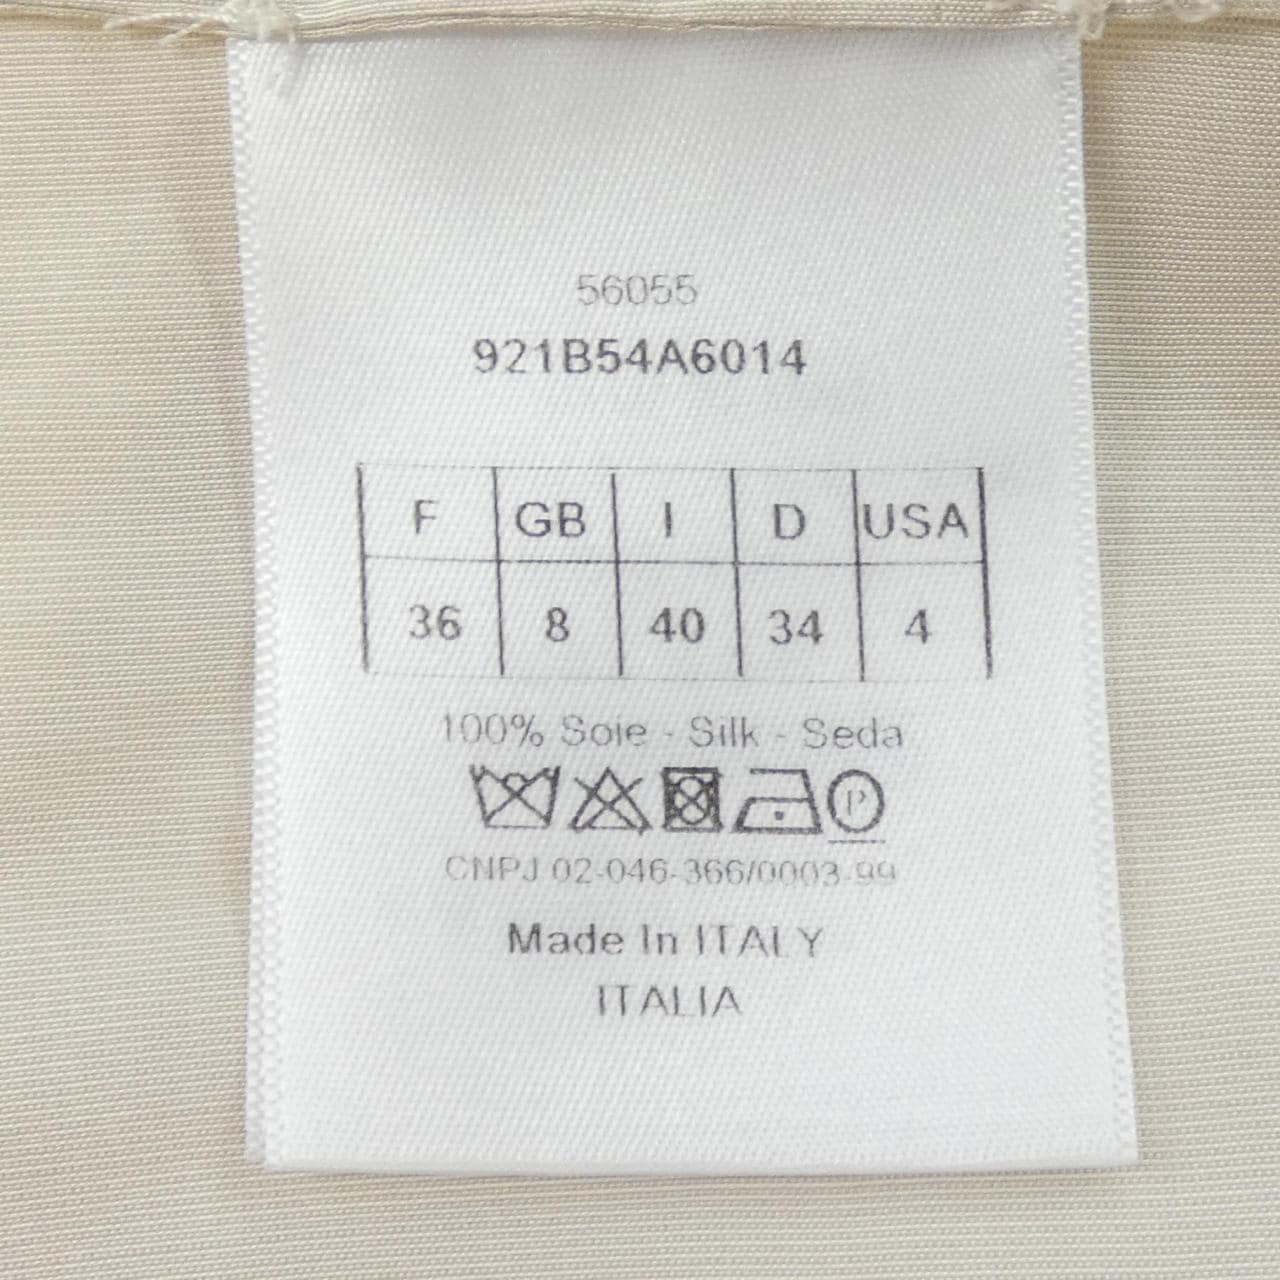 56055
921B54A6014
F GB I D USA
36 8 40 34 4
100% Soie - Silk - Seda
P
CNPJ 02-046-366/0003-99
Made In ITALY
ITALIA